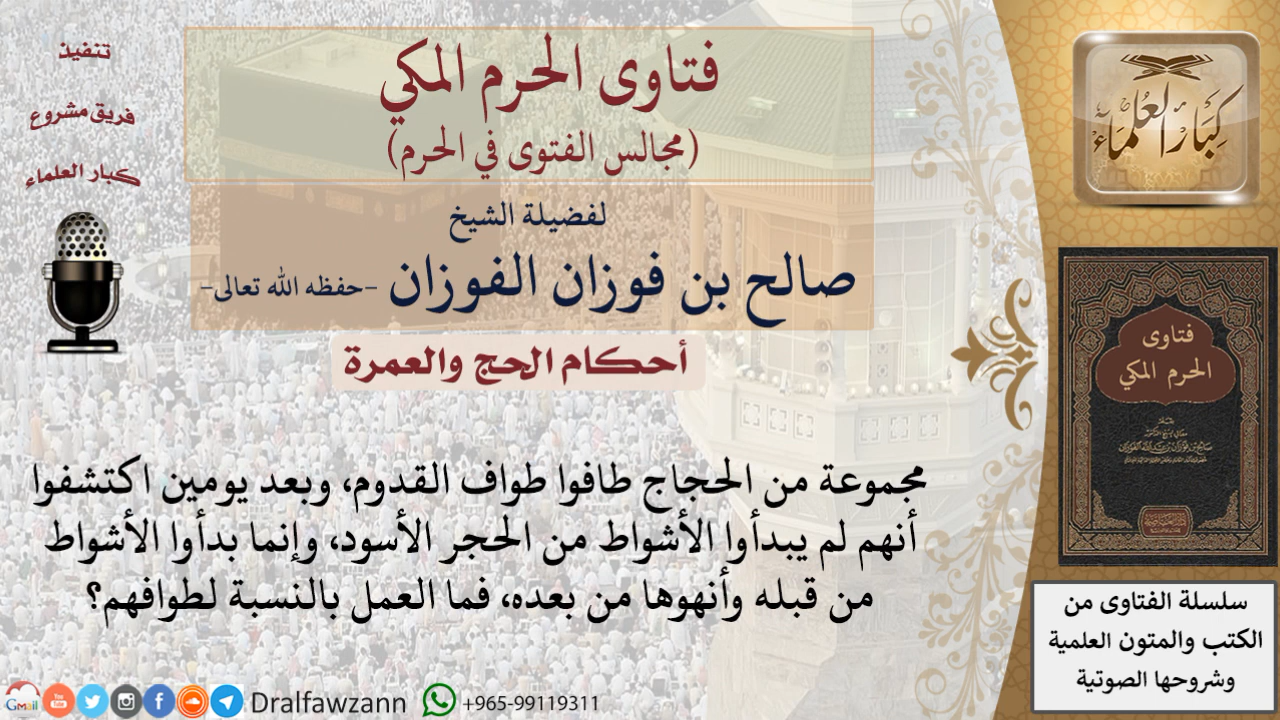 فتاوى الحرم المكي
(مجالس الفتوى في الحرم)
لفضيلة الشيخ
صالح بن فوزان الفوزان -حفظه الله تعالى-
أحكام الحج والعمرة
مجموعة من الحجاج طافوا طواف القدوم، وبعد يومين اكتشفوا
أنهم لم يبدأوا الأشواط من الحجر الأسود، وإنما بدأوا الأشواط
من قبله وأنهوها من بعده، فما العمل بالنسبة لطوافهم؟
كبار العلماء
فتاوى
الحرم المكي
سلسلة الفتاوى من
الكتب والمتون العلمية
وشروحها الصوتية
تنفيذ
فريق مشروع
كبار العلماء
Gmail
You
Tube
Dralfawzann
+965-99119311